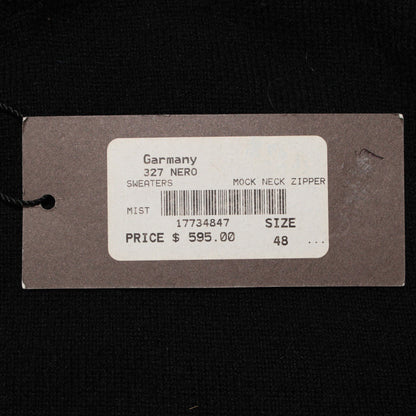 Garmany
327 NERO
SWEATERS MOCK NECK ZIPPER
MIST
17734847 SIZE
PRICE $ 595.00 48 ...